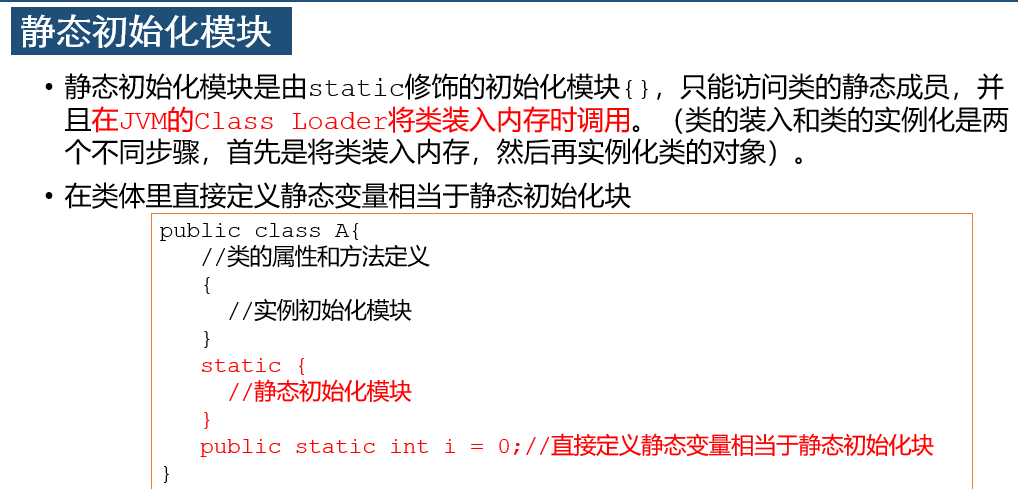 静态初始化模块
• 静态初始化模块是由static修饰的初始化模块{}，只能访问类的静态成员，并
且在JVM的Class Loader将类装入内存时调用。（类的装入和类的实例化是两
个不同步骤，首先是将类装入内存，然后再实例化类的对象）。
• 在类体里直接定义静态变量相当于静态初始化块
public class A{
//类的属性和方法定义
{
//实例初始化模块
}
static {
//静态初始化模块
}
public static int i = 0;//直接定义静态变量相当于静态初始化块
}